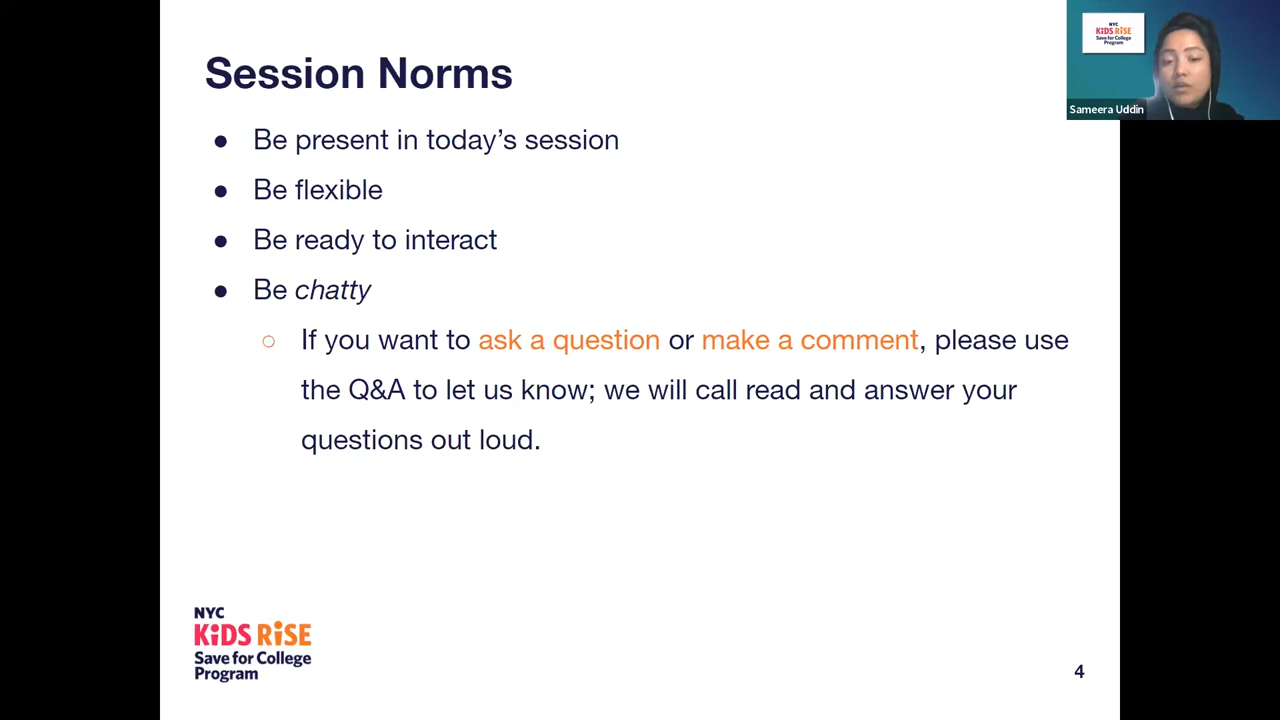 Session Norms
● Be present in today's session
● Be flexible
● Be ready to interact
● Be chatty
○ If you want to ask a question or make a comment, please use
the Q&A to let us know; we will call read and answer your
questions out loud.
NYC
KiDS RiSE
Save for College
Program
4
NYC
KiDS RiSE
Save for College
Program
Sameera Uddin